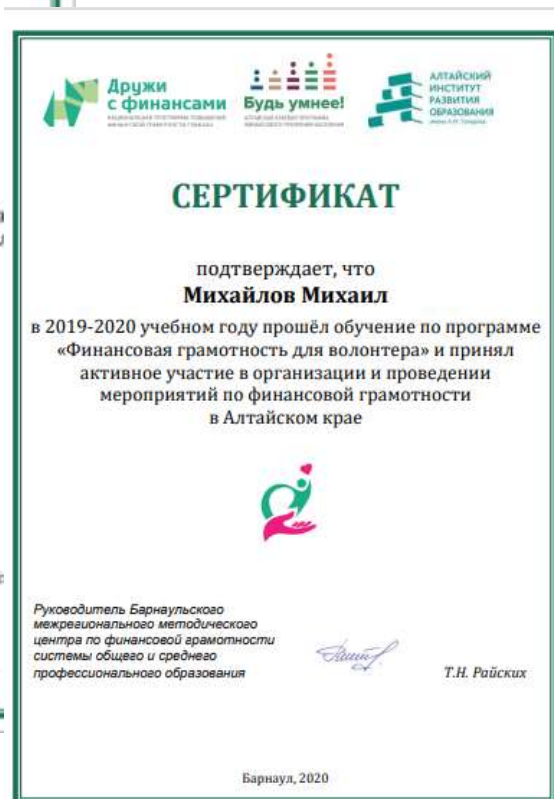 Дружи
с финансами
Будь умнее!
АЛТАЙСКИЙ
ИНСТИТУТ
РАЗВИТИЯ
ОБРАЗОВАНИЯ
СЕРТИФИКАТ
подтверждает, что
Михайлов Михаил
в 2019-2020 учебном году прошёл обучение по программе
«Финансовая грамотность для волонтера» и принял
активное участие в организации и проведении
мероприятий по финансовой грамотности
в Алтайском крае
Руководитель Барнаульского
межрегионального методического
центра по финансовой грамотности
системы общего и среднего
профессионального образования
Т.Н. Райских
Барнаул, 2020